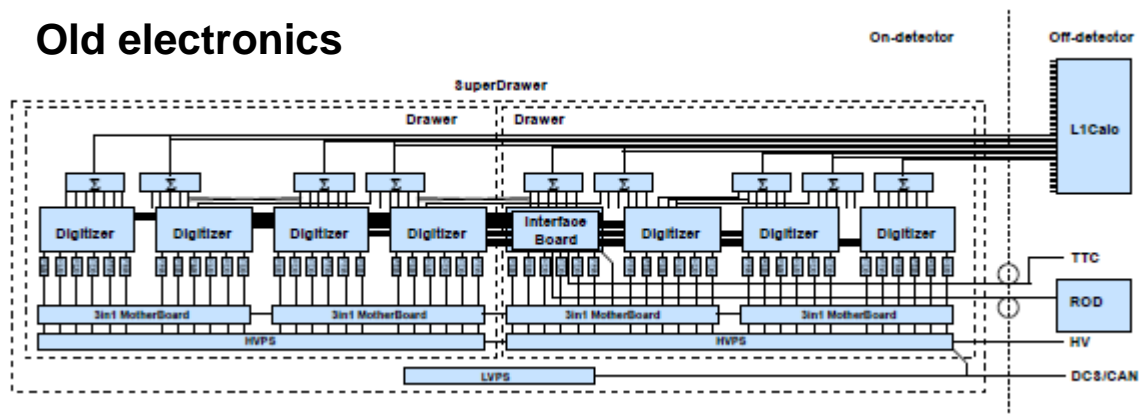 Old electronics
On-detector
Off-detector
SuperDrawer
Drawer
Drawer
L1Calo
Σ
Σ
Σ
Σ
Σ
Σ
Σ
Σ
Σ
Digitizer
Digitizer
Digitizer
Digitizer
Interface
Board
Digitizer
Digitizer
Digitizer
TTC
ROD
3in1 MotherBoard
3in1 MotherBoard
3in1 MotherBoard
3in1 MotherBoard
HVPS
HVPS
HV
LVPS
DCS/CAN